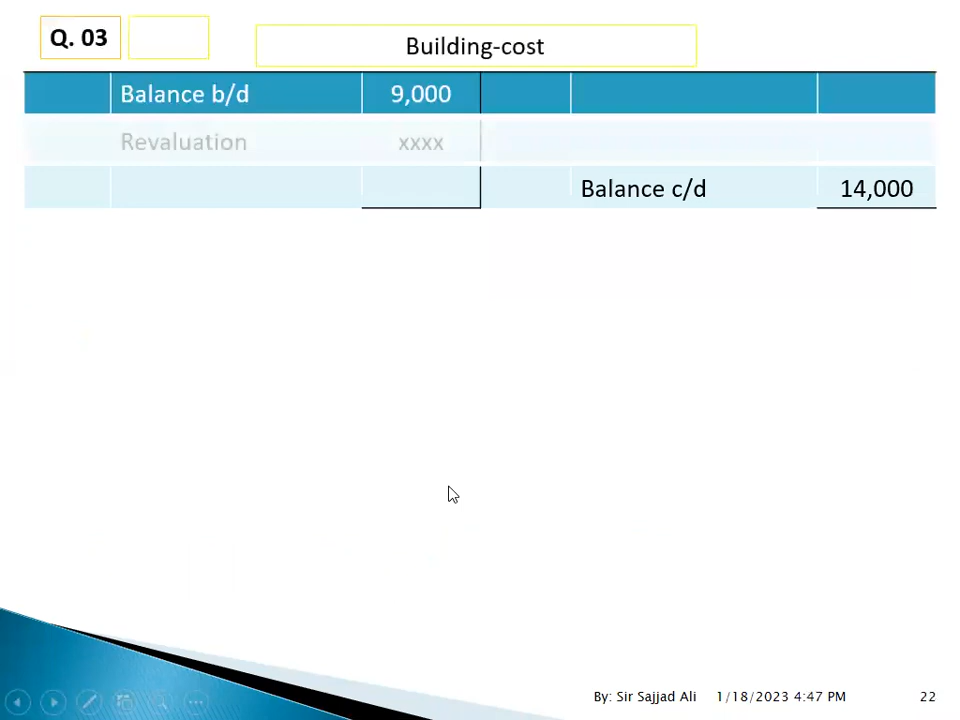 Q. 03
Building-cost
Balance b/d 9,000
Revaluation xxxx
Balance c/d 14,000
By: Sir Sajjad Ali 1/18/2023 4:47 PM 22